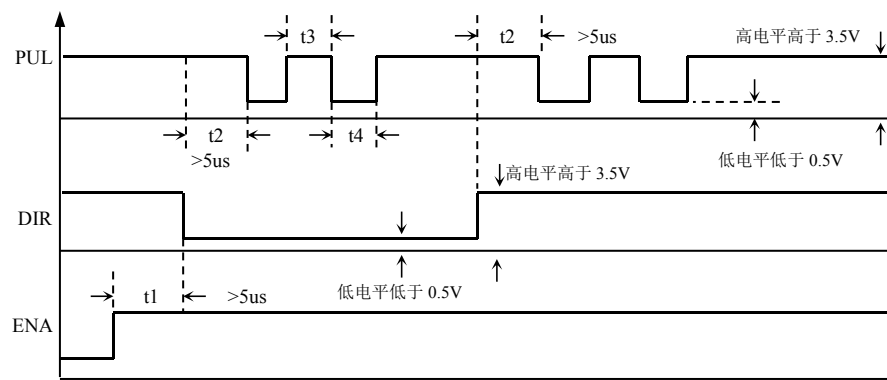 t3
t2
>5us
高电平高于 3.5V
PUL
t2
t4
>5us
低电平低于 0.5V
高电平高于 3.5V
DIR
t1
>5us
低电平低于 0.5V
ENA